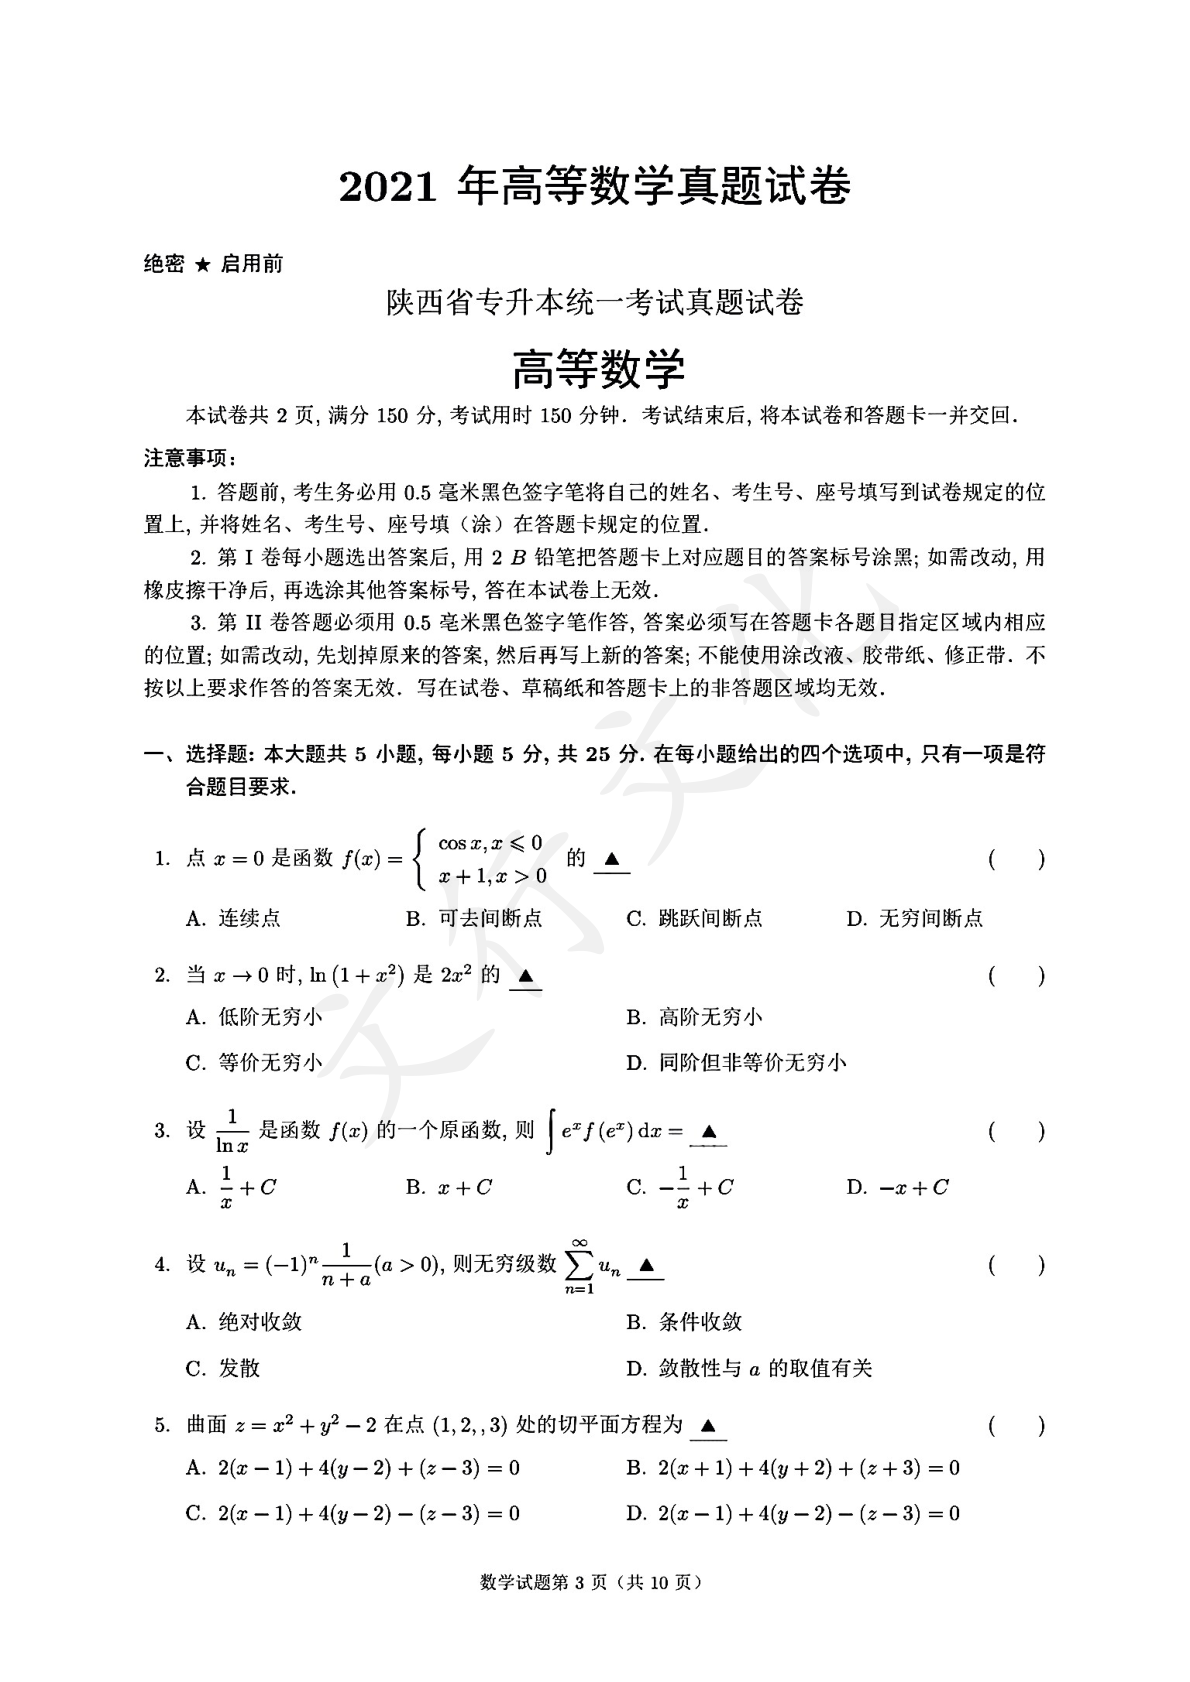 2021 年高等数学真题试卷
绝密 ★ 启用前
陕西省专升本统一考试真题试卷
高等数学
本试卷共 2 页, 满分 150 分, 考试用时 150 分钟. 考试结束后, 将本试卷和答题卡一并交回.
注意事项:
1. 答题前, 考生务必用 0.5 毫米黑色签字笔将自己的姓名、考生号、座号填写到试卷规定的位
置上, 并将姓名、考生号、座号填（涂）在答题卡规定的位置.
2. 第 I 卷每小题选出答案后, 用 2 B 铅笔把答题卡上对应题目的答案标号涂黑; 如需改动, 用
橡皮擦干净后, 再选涂其他答案标号, 答在本试卷上无效.
3. 第 II 卷答题必须用 0.5 毫米黑色签字笔作答, 答案必须写在答题卡各题目指定区域内相应
的位置; 如需改动, 先划掉原来的答案, 然后再写上新的答案; 不能使用涂改液、胶带纸、修正带. 不
按以上要求作答的答案无效. 写在试卷、草稿纸和答题卡上的非答题区域均无效.
一、选择题: 本大题共 5 小题, 每小题 5 分, 共 25 分. 在每小题给出的四个选项中, 只有一项是符
合题目要求.
1. 点 x = 0 是函数 f(x) = { cos x, x ⩽ 0 ; x + 1, x > 0 的 ▲ ( )
A. 连续点 B. 可去间断点 C. 跳跃间断点 D. 无穷间断点
2. 当 x → 0 时, ln (1 + x²) 是 2x² 的 ▲ ( )
A. 低阶无穷小 B. 高阶无穷小
C. 等价无穷小 D. 同阶但非等价无穷小
3. 设 1/ln x 是函数 f(x) 的一个原函数, 则 ∫ eˣf (eˣ) dx = ▲ ( )
A. 1/x + C B. x + C C. −1/x + C D. −x + C
4. 设 uₙ = (−1)ⁿ 1/(n + a) (a > 0), 则无穷级数 ∑_{n=1}^{∞} uₙ ▲ ( )
A. 绝对收敛 B. 条件收敛
C. 发散 D. 敛散性与 a 的取值有关
5. 曲面 z = x² + y² − 2 在点 (1, 2, , 3) 处的切平面方程为 ▲ ( )
A. 2(x − 1) + 4(y − 2) + (z − 3) = 0 B. 2(x + 1) + 4(y + 2) + (z + 3) = 0
C. 2(x − 1) + 4(y − 2) − (z − 3) = 0 D. 2(x − 1) + 4(y − 2) − (z − 3) = 0
数学试题第 3 页（共 10 页）
文行文化